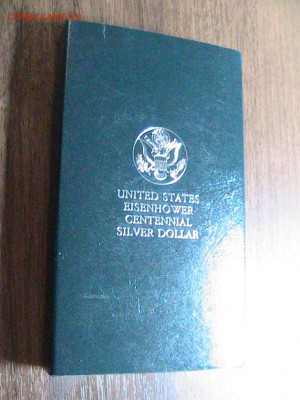 UNITED STATES
EISENHOWER
CENTENNIAL
SILVER DOLLAR